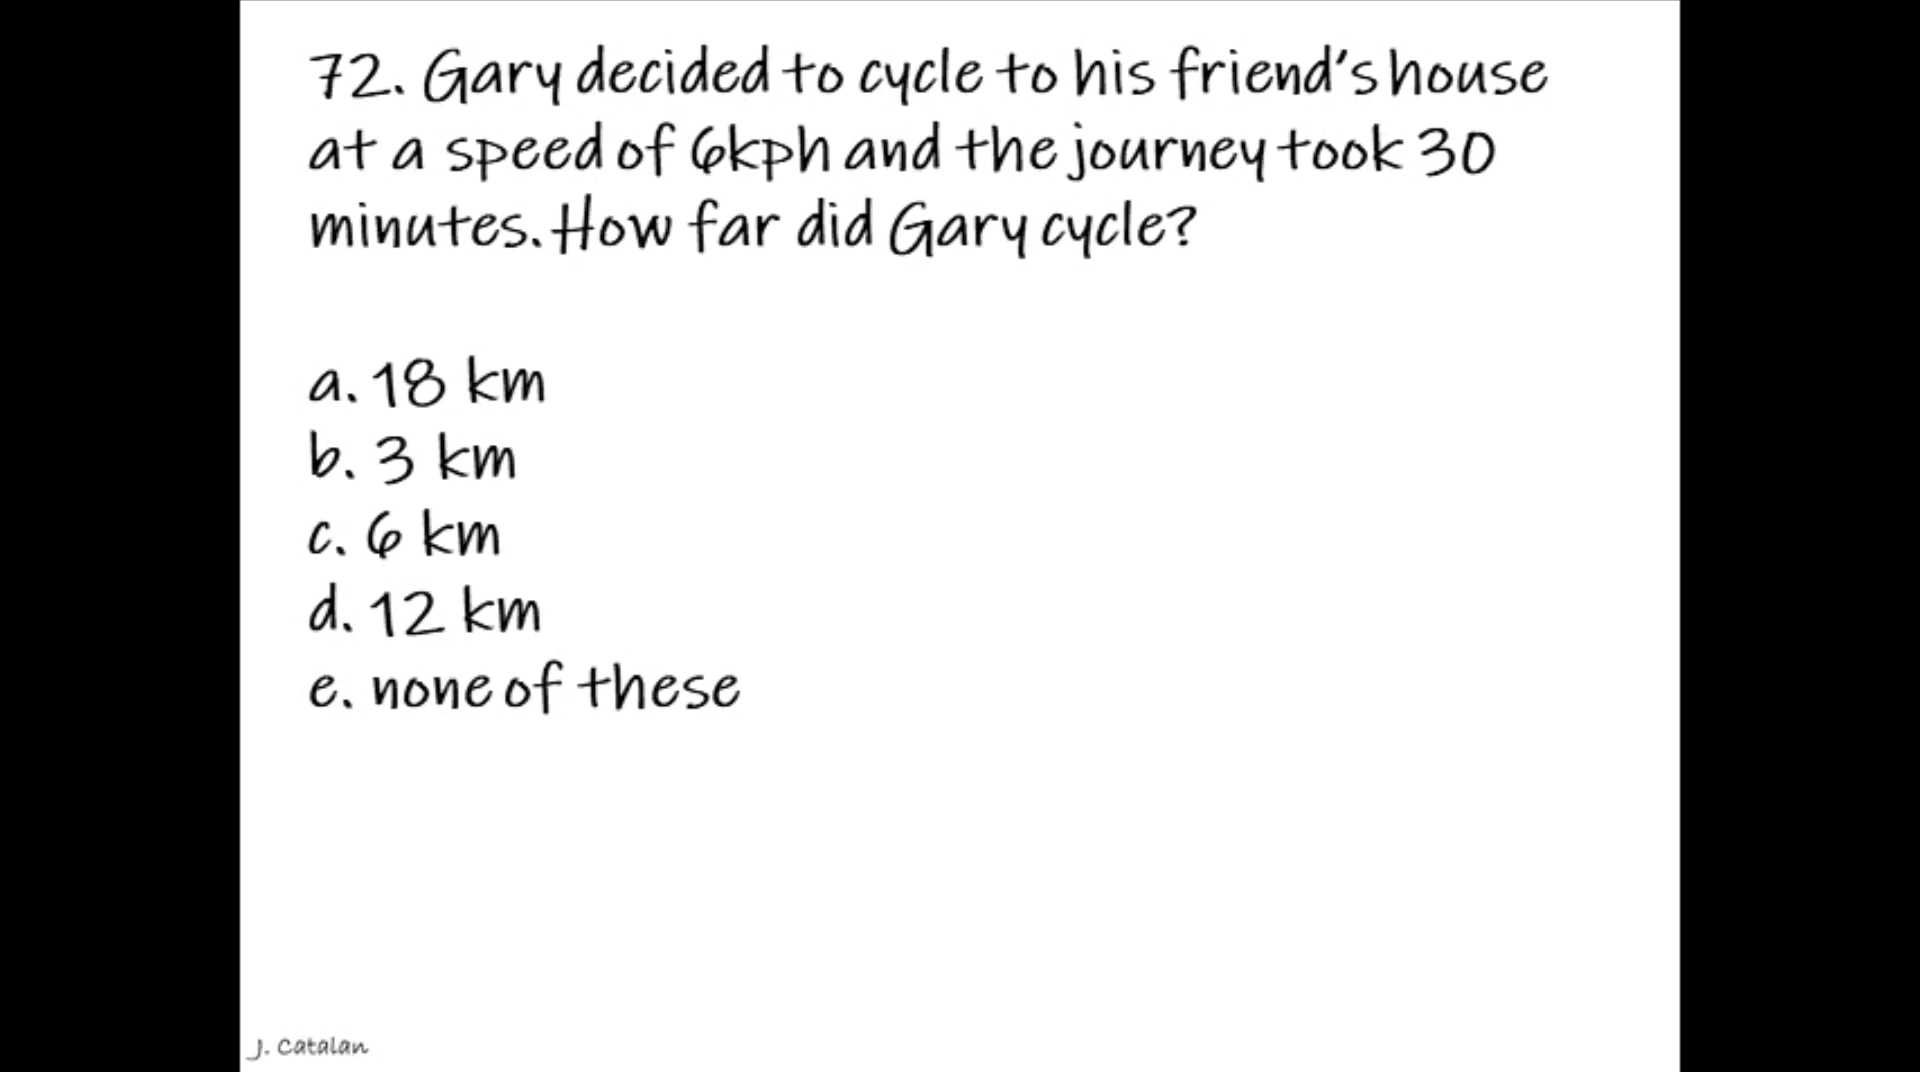 72. Gary decided to cycle to his friend's house
at a speed of 6kph and the journey took 30
minutes. How far did Gary cycle?
a. 18 km
b. 3 km
c. 6 km
d. 12 km
e. none of these
J. Catalan